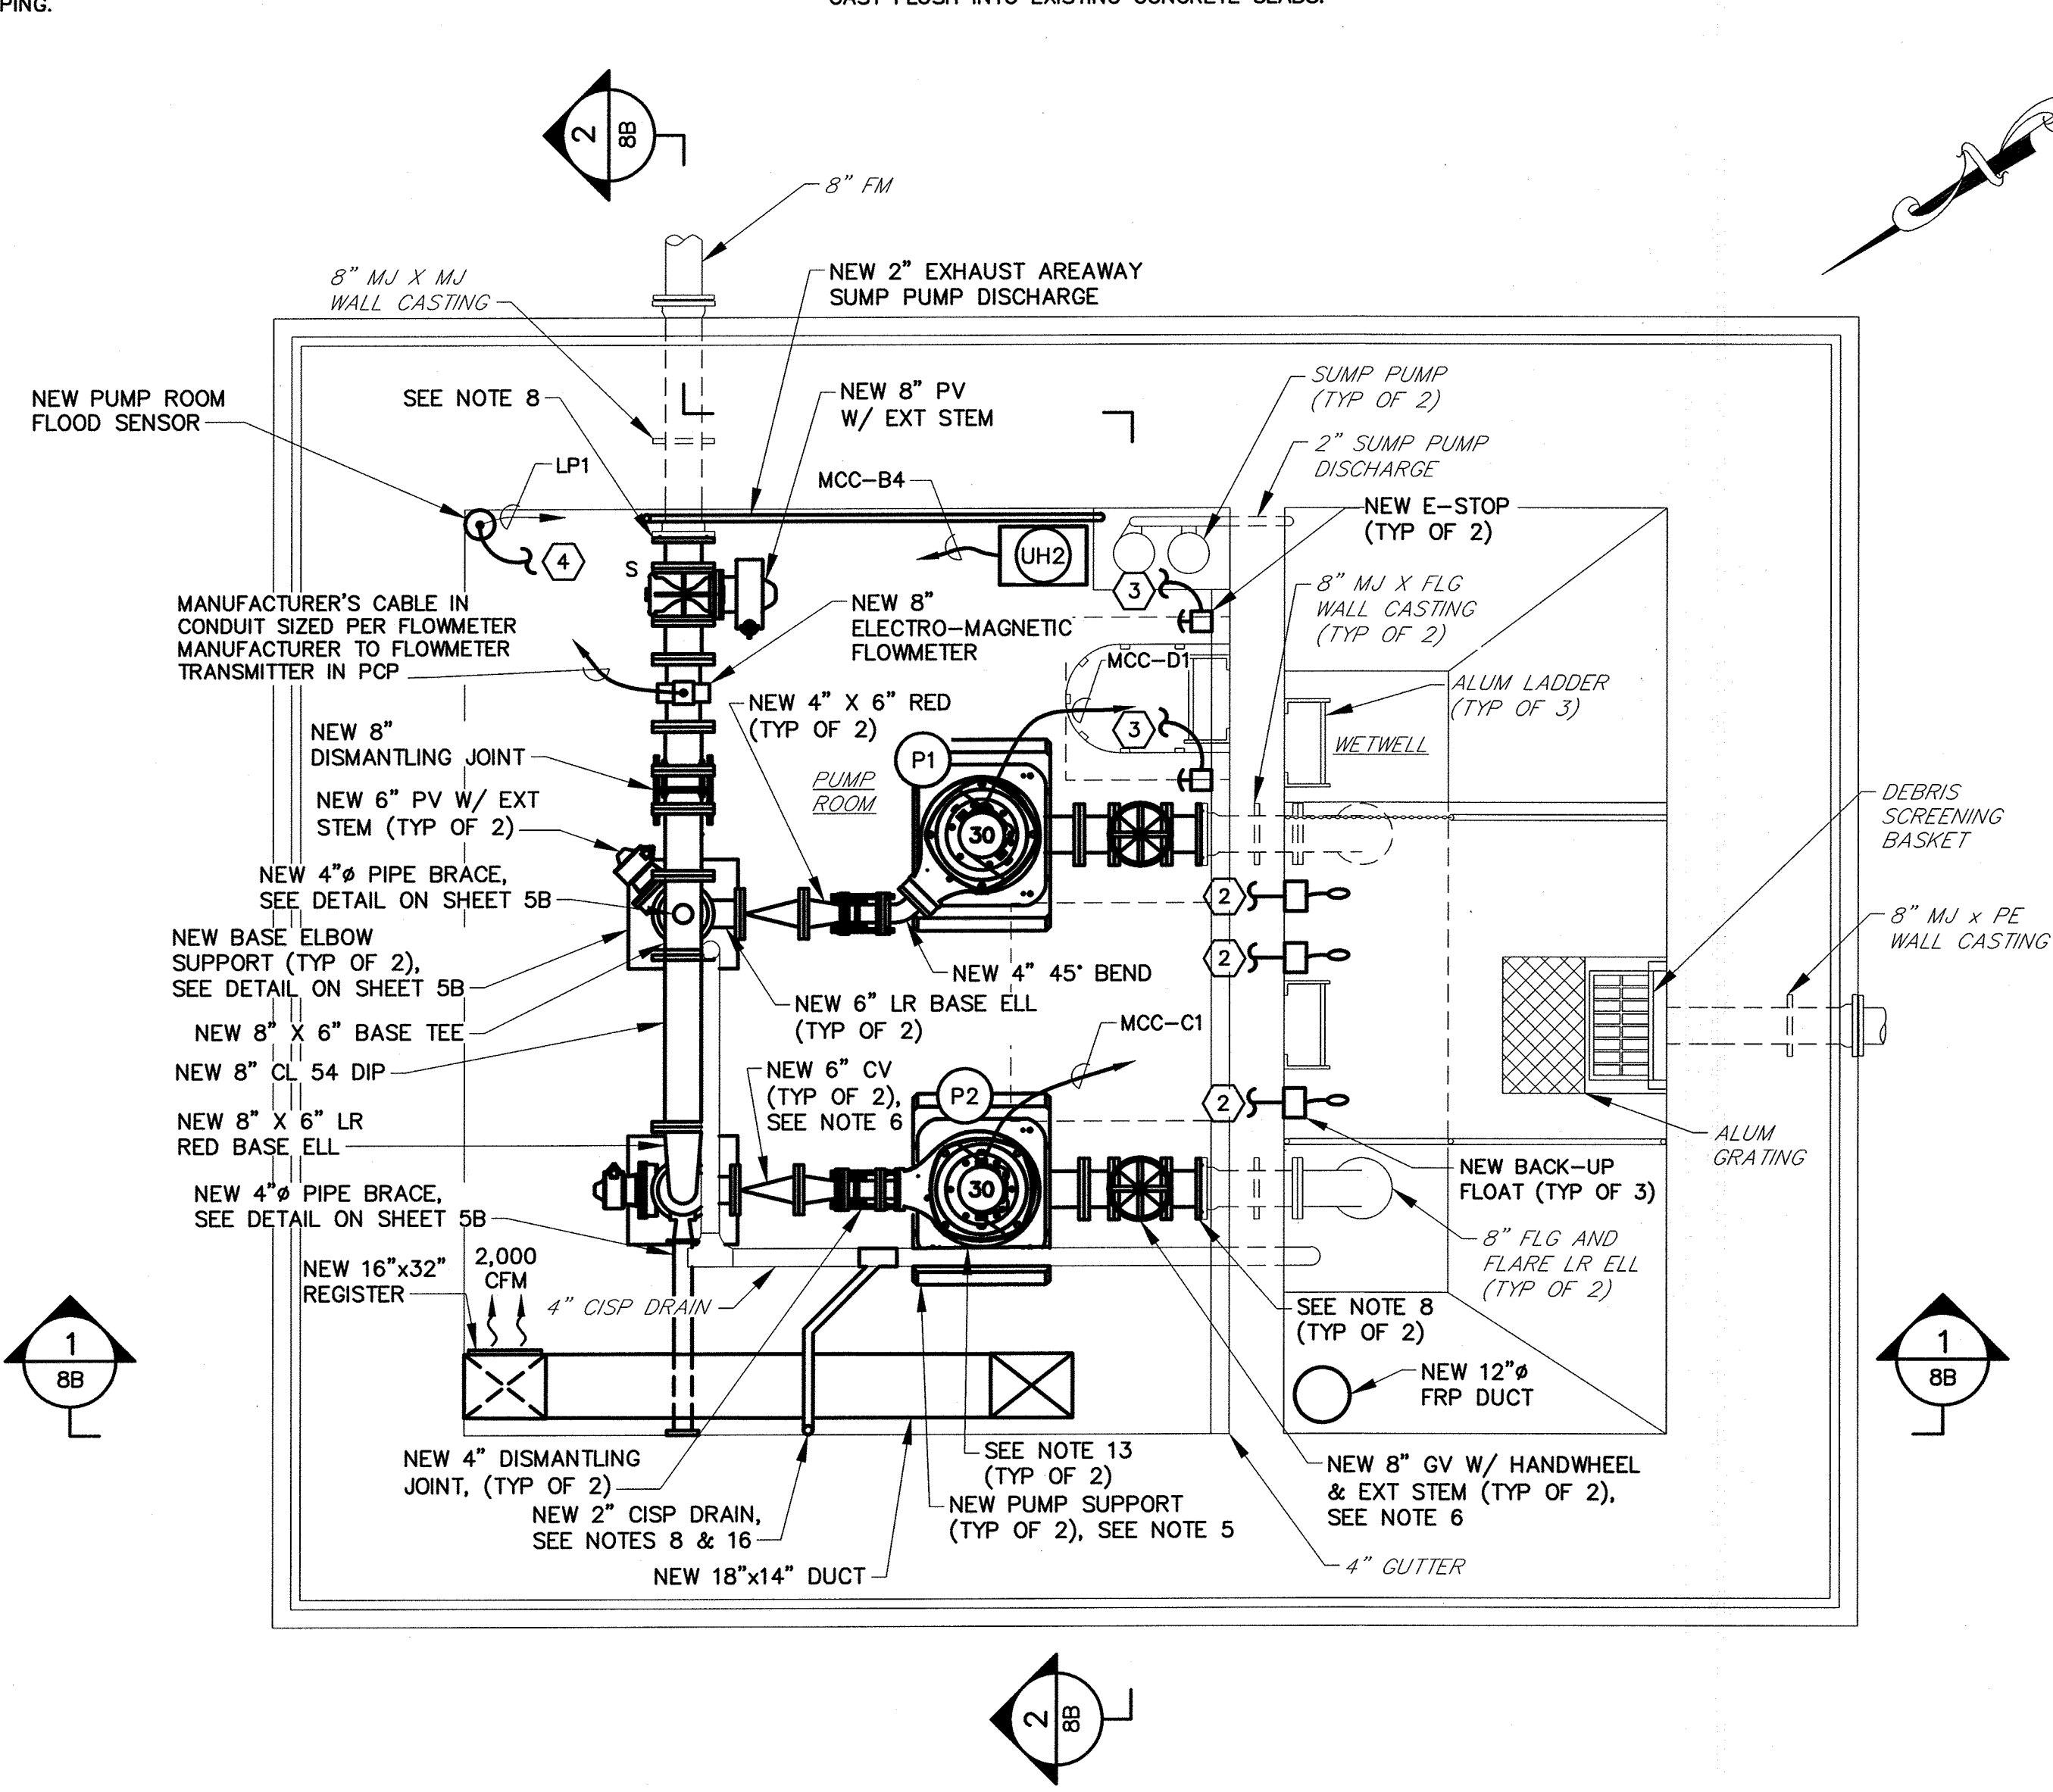 PING.
CAST FLUSH INTO EXISTING CONCRETE SLABS.
2
8B
8" FM
8" MJ X MJ
WALL CASTING
NEW 2" EXHAUST AREAWAY
SUMP PUMP DISCHARGE
NEW PUMP ROOM
FLOOD SENSOR
SEE NOTE 8
NEW 8" PV
W/ EXT STEM
SUMP PUMP
(TYP OF 2)
2" SUMP PUMP
DISCHARGE
LP1
MCC-B4
NEW E-STOP
(TYP OF 2)
4
S
UH2
3
8" MJ X FLG
WALL CASTING
(TYP OF 2)
MANUFACTURER'S CABLE IN
CONDUIT SIZED PER FLOWMETER
MANUFACTURER TO FLOWMETER
TRANSMITTER IN PCP
NEW 8"
ELECTRO-MAGNETIC
FLOWMETER
MCC-D1
ALUM LADDER
(TYP OF 3)
NEW 4" X 6" RED
(TYP OF 2)
3
WETWELL
NEW 8"
DISMANTLING JOINT
P1
PUMP
ROOM
30
NEW 6" PV W/ EXT
STEM (TYP OF 2)
DEBRIS
SCREENING
BASKET
NEW 4"ø PIPE BRACE,
SEE DETAIL ON SHEET 5B
2
8" MJ x PE
WALL CASTING
NEW BASE ELBOW
SUPPORT (TYP OF 2),
SEE DETAIL ON SHEET 5B
NEW 4" 45° BEND
2
NEW 6" LR BASE ELL
(TYP OF 2)
NEW 8" X 6" BASE TEE
MCC-C1
NEW 8" CL 54 DIP
NEW 6" CV
(TYP OF 2),
SEE NOTE 6
P2
2
NEW 8" X 6" LR
RED BASE ELL
ALUM
GRATING
NEW BACK-UP
FLOAT (TYP OF 3)
30
NEW 4"ø PIPE BRACE,
SEE DETAIL ON SHEET 5B
8" FLG AND
FLARE LR ELL
(TYP OF 2)
2,000
CFM
NEW 16"x32"
REGISTER
4" CISP DRAIN
SEE NOTE 8
(TYP OF 2)
1
8B
1
8B
NEW 12"ø
FRP DUCT
NEW 4" DISMANTLING
JOINT, (TYP OF 2)
SEE NOTE 13
(TYP OF 2)
NEW 8" GV W/ HANDWHEEL
& EXT STEM (TYP OF 2),
SEE NOTE 6
NEW 2" CISP DRAIN,
SEE NOTES 8 & 16
NEW PUMP SUPPORT
(TYP OF 2), SEE NOTE 5
NEW 18"x14" DUCT
4" GUTTER
2
8B